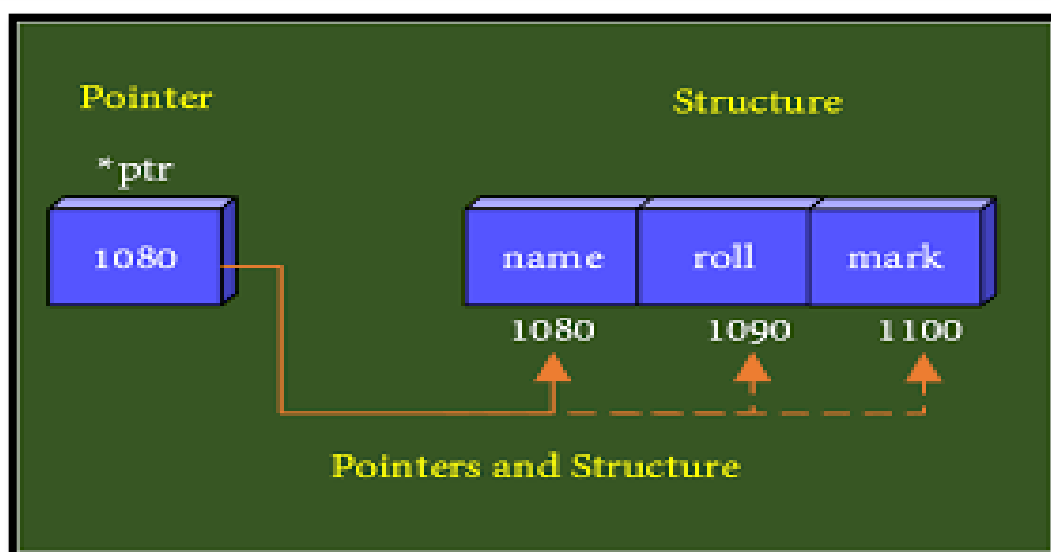 Pointer
Structure
*ptr
1080
name
roll
mark
1080
1090
1100
Pointers and Structure